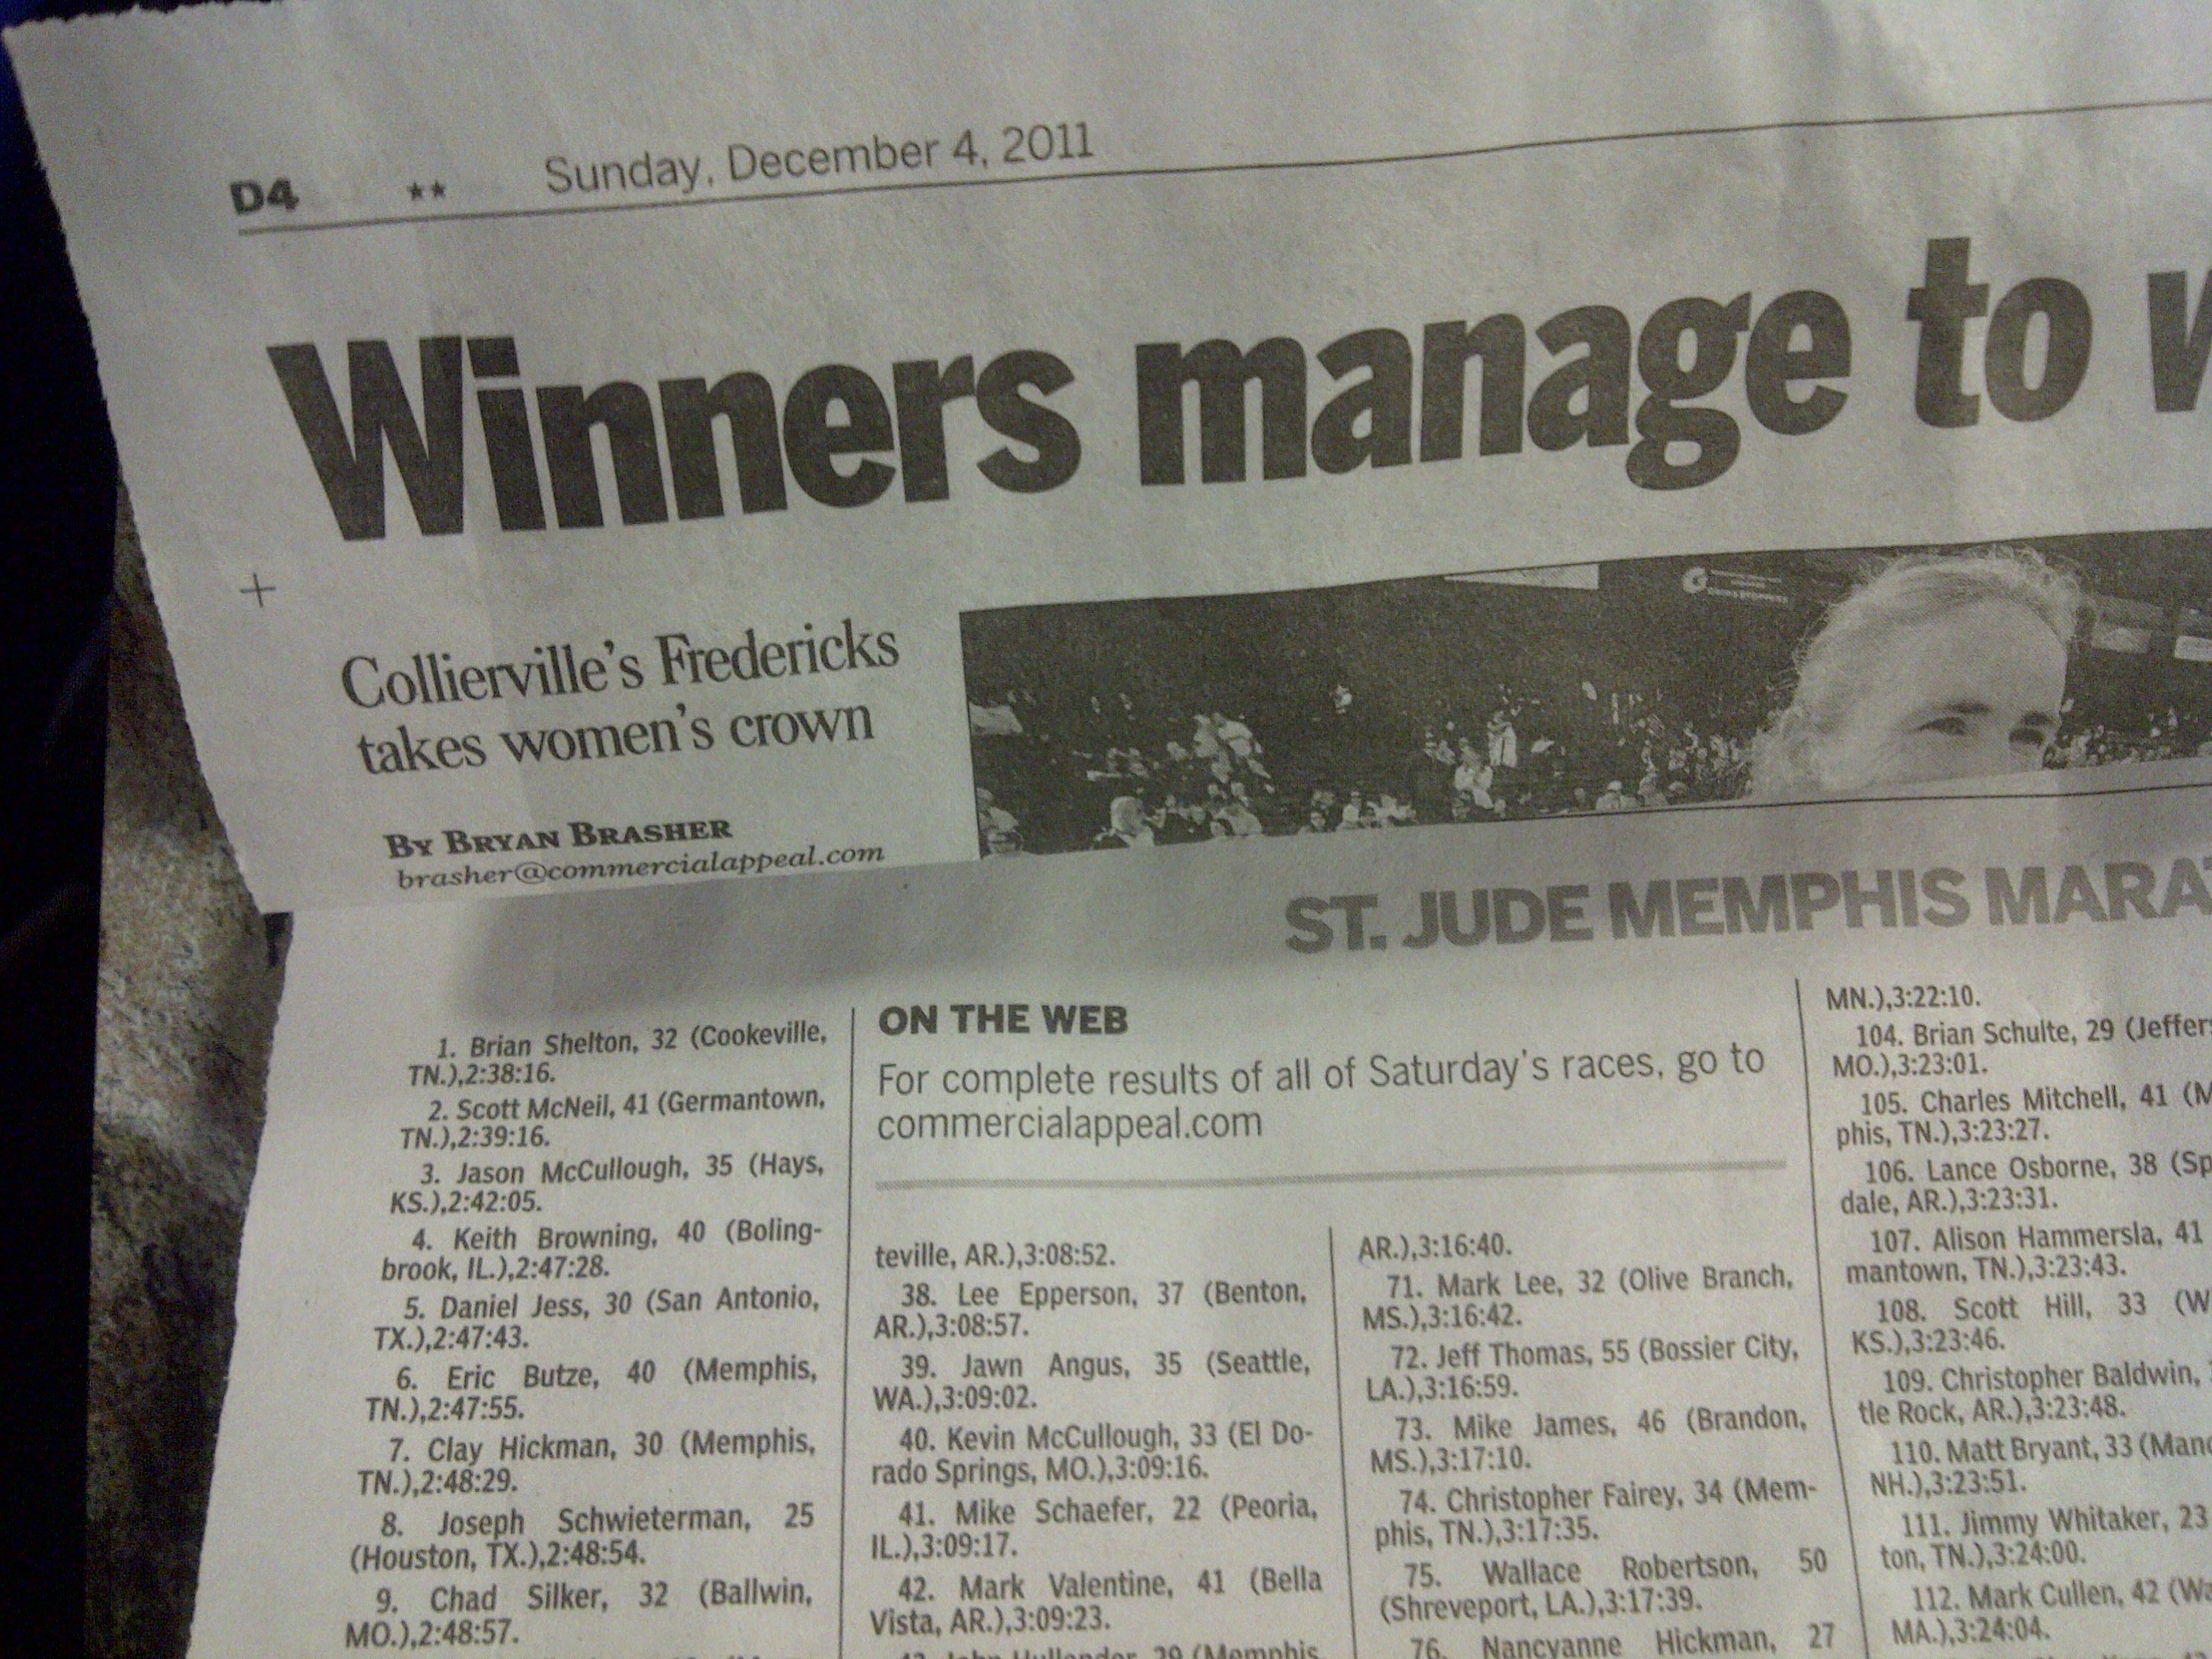 D4 ★★ Sunday, December 4, 2011
Winners manage to
Collierville's Fredericks
takes women's crown
BY BRYAN BRASHER
brasher@commercialappeal.com
ST. JUDE MEMPHIS MARAT
1. Brian Shelton, 32 (Cookeville,
TN.),2:38:16.
2. Scott McNeil, 41 (Germantown,
TN.),2:39:16.
3. Jason McCullough, 35 (Hays,
KS.),2:42:05.
4. Keith Browning, 40 (Boling-
brook, IL.),2:47:28.
5. Daniel Jess, 30 (San Antonio,
TX.),2:47:43.
6. Eric Butze, 40 (Memphis,
TN.),2:47:55.
7. Clay Hickman, 30 (Memphis,
TN.),2:48:29.
8. Joseph Schwieterman, 25
(Houston, TX.),2:48:54.
9. Chad Silker, 32 (Ballwin,
MO.),2:48:57.
ON THE WEB
For complete results of all of Saturday's races, go to
commercialappeal.com
teville, AR.),3:08:52.
38. Lee Epperson, 37 (Benton,
AR.),3:08:57.
39. Jawn Angus, 35 (Seattle,
WA.),3:09:02.
40. Kevin McCullough, 33 (El Do-
rado Springs, MO.),3:09:16.
41. Mike Schaefer, 22 (Peoria,
IL.),3:09:17.
42. Mark Valentine, 41 (Bella
Vista, AR.),3:09:23.
43. John Hullender, 29 (Memphis,
AR.),3:16:40.
71. Mark Lee, 32 (Olive Branch,
MS.),3:16:42.
72. Jeff Thomas, 55 (Bossier City,
LA.),3:16:59.
73. Mike James, 46 (Brandon,
MS.),3:17:10.
74. Christopher Fairey, 34 (Mem-
phis, TN.),3:17:35.
75. Wallace Robertson, 50
(Shreveport, LA.),3:17:39.
76. Nancyanne Hickman, 27
MN.),3:22:10.
104. Brian Schulte, 29 (Jeffers
MO.),3:23:01.
105. Charles Mitchell, 41 (M
phis, TN.),3:23:27.
106. Lance Osborne, 38 (Sp
dale, AR.),3:23:31.
107. Alison Hammersla, 41
mantown, TN.),3:23:43.
108. Scott Hill, 33 (W
KS.),3:23:46.
109. Christopher Baldwin,
tle Rock, AR.),3:23:48.
110. Matt Bryant, 33 (Manc
NH.),3:23:51.
111. Jimmy Whitaker, 23
ton, TN.),3:24:00.
112. Mark Cullen, 42 (Wa
MA.),3:24:04.